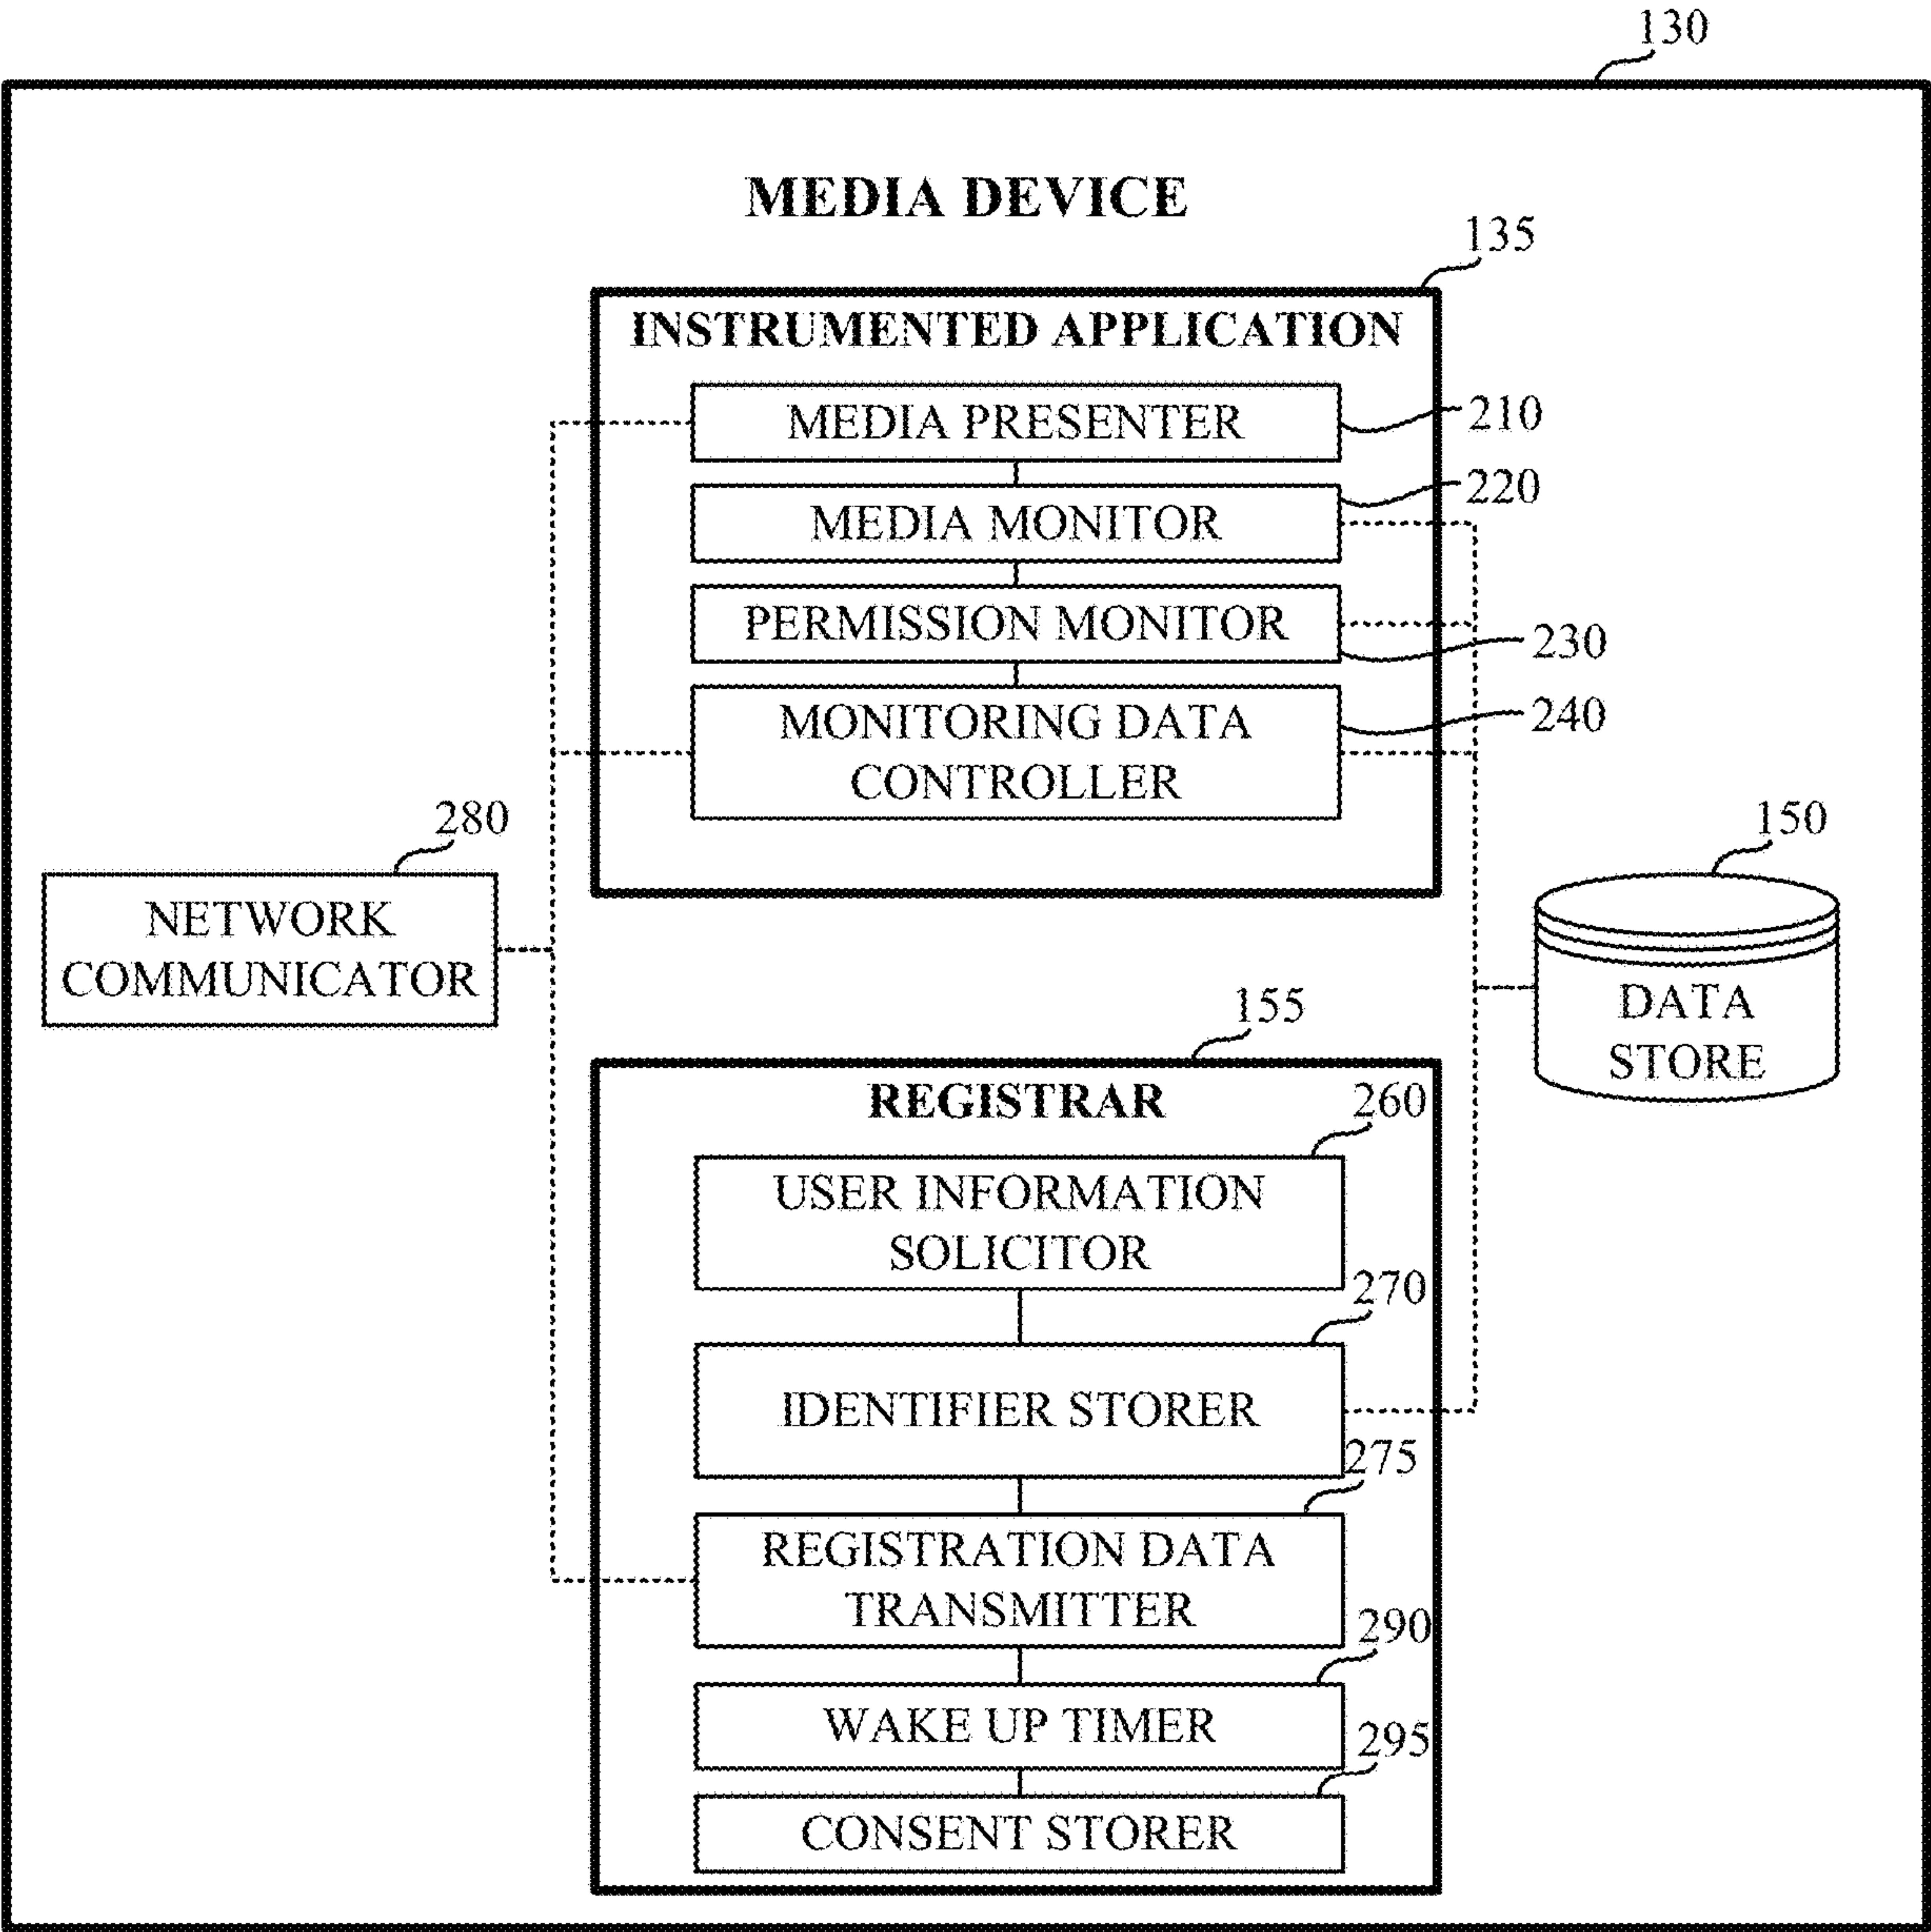 130
MEDIA DEVICE
135
INSTRUMENTED APPLICATION
MEDIA PRESENTER
210
220
MEDIA MONITOR
PERMISSION MONITOR
230
MONITORING DATA
CONTROLLER
240
280
NETWORK
COMMUNICATOR
150
DATA
STORE
155
REGISTRAR
260
USER INFORMATION
SOLICITOR
270
IDENTIFIER STORER
275
REGISTRATION DATA
TRANSMITTER
290
WAKE UP TIMER
295
CONSENT STORER